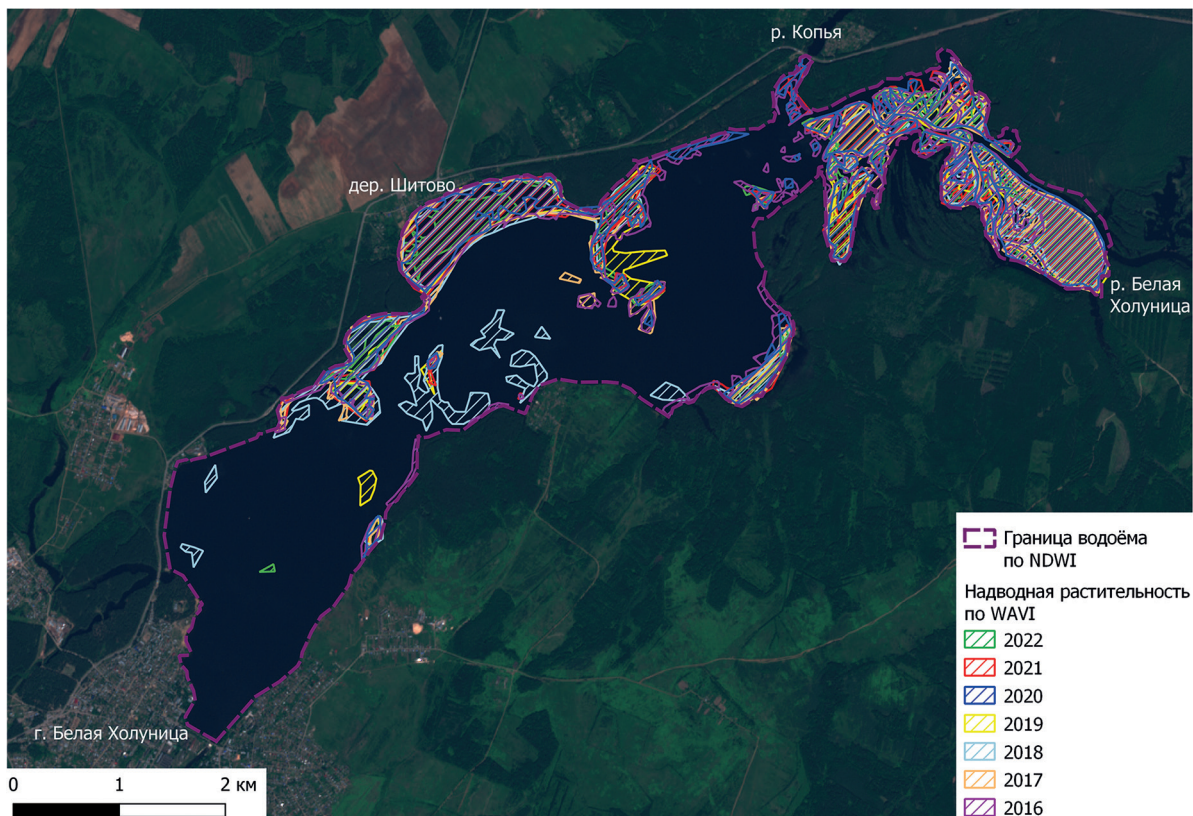 р. Копья
дер. Шитово
р. Белая
Холуница
г. Белая Холуница
0 1 2 км
Граница водоёма
по NDWI
Надводная растительность
по WAVI
2022
2021
2020
2019
2018
2017
2016